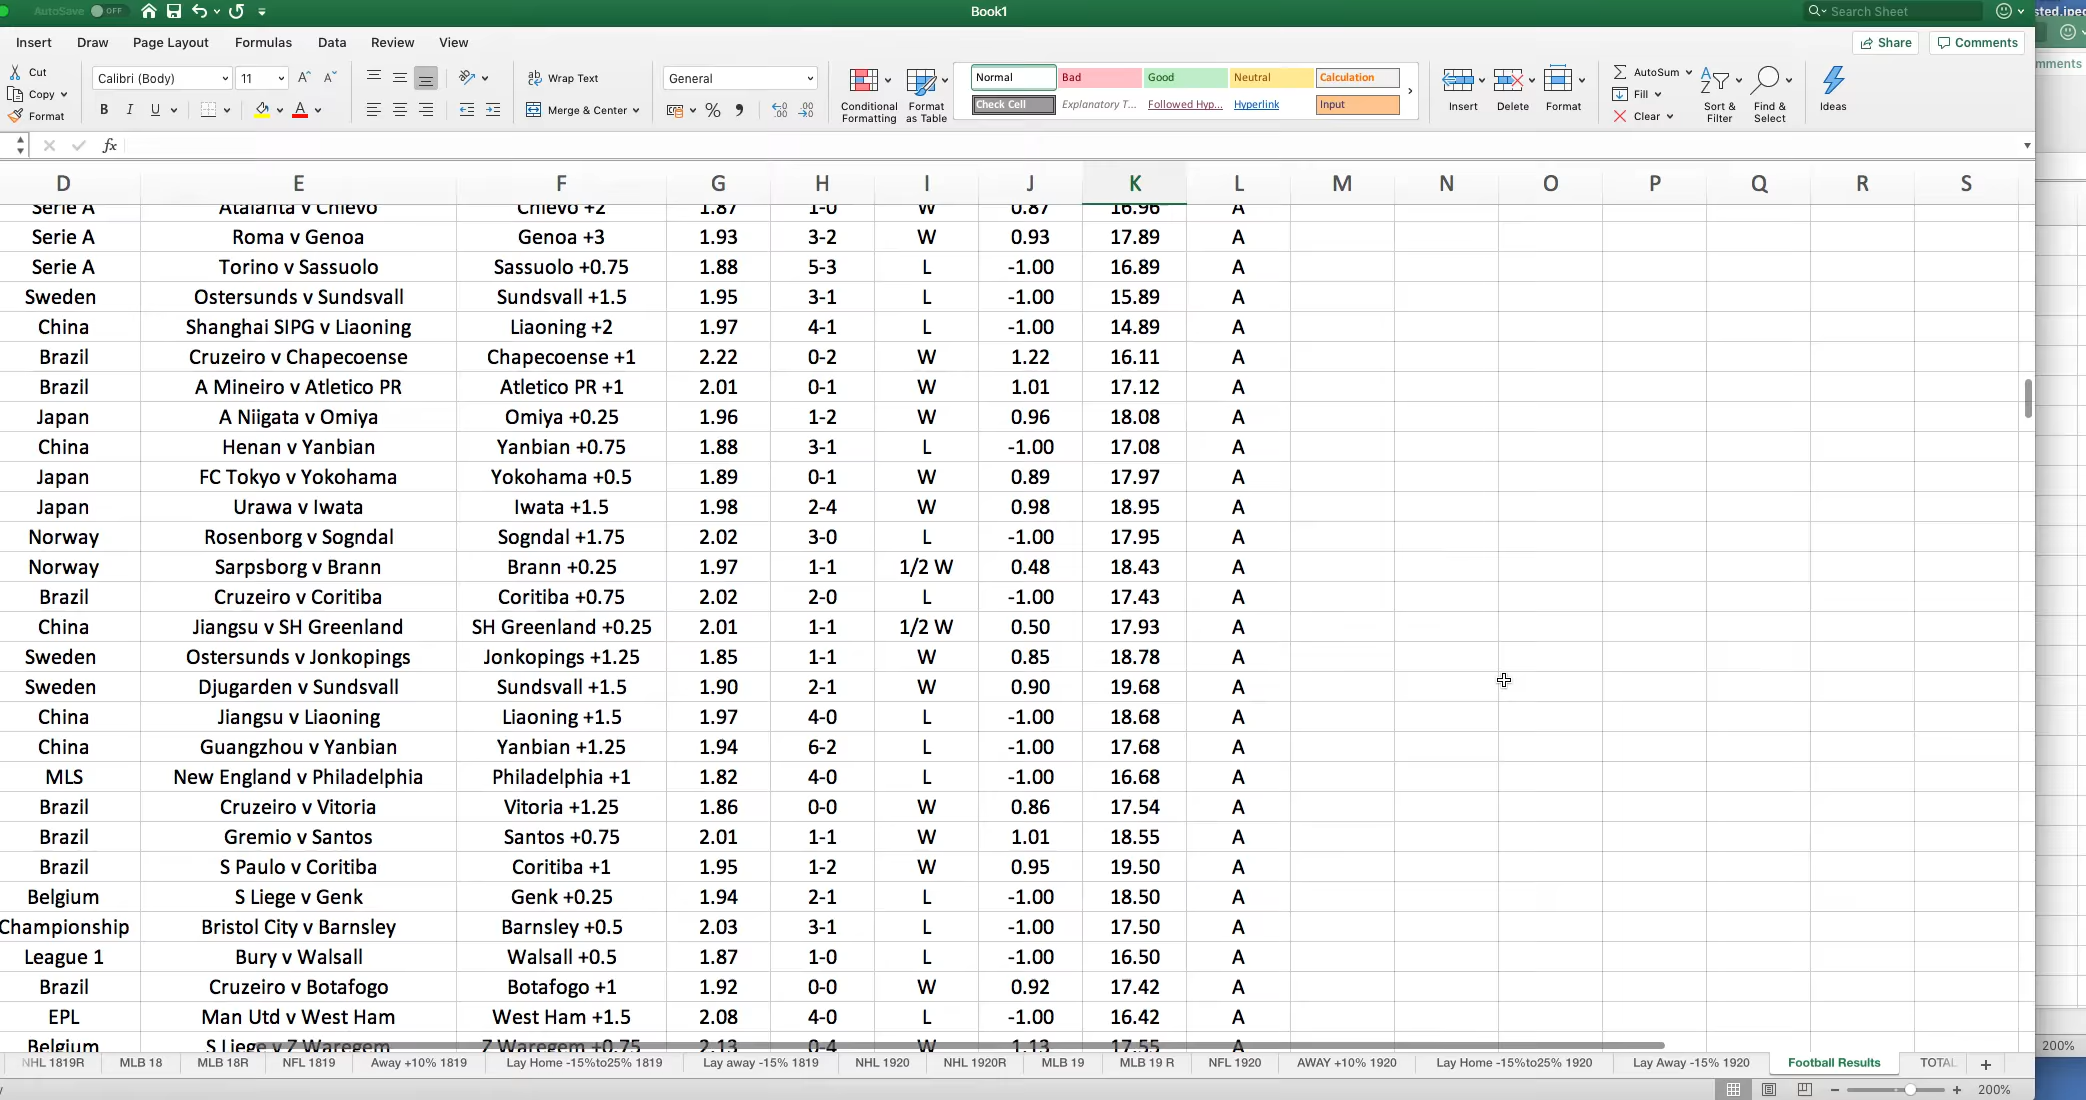 AutoSave OFF Book1 Search Sheet
Insert Draw Page Layout Formulas Data Review View Share Comments
Cut Calibri (Body) 11 Wrap Text General Normal Bad Good Neutral Calculation AutoSum
Copy Check Cell Explanatory T... Followed Hyp... Hyperlink Input Fill
Format B I U A Merge & Center % Conditional Formatting Format as Table Insert Delete Format Clear Sort & Filter Find & Select Ideas
fx
D E F G H I J K L M N O P Q R S
Serie A Atalanta v Chievo Chievo +2 1.87 1-0 W 0.87 16.96 A
Serie A Roma v Genoa Genoa +3 1.93 3-2 W 0.93 17.89 A
Serie A Torino v Sassuolo Sassuolo +0.75 1.88 5-3 L -1.00 16.89 A
Sweden Ostersunds v Sundsvall Sundsvall +1.5 1.95 3-1 L -1.00 15.89 A
China Shanghai SIPG v Liaoning Liaoning +2 1.97 4-1 L -1.00 14.89 A
Brazil Cruzeiro v Chapecoense Chapecoense +1 2.22 0-2 W 1.22 16.11 A
Brazil A Mineiro v Atletico PR Atletico PR +1 2.01 0-1 W 1.01 17.12 A
Japan A Niigata v Omiya Omiya +0.25 1.96 1-2 W 0.96 18.08 A
China Henan v Yanbian Yanbian +0.75 1.88 3-1 L -1.00 17.08 A
Japan FC Tokyo v Yokohama Yokohama +0.5 1.89 0-1 W 0.89 17.97 A
Japan Urawa v Iwata Iwata +1.5 1.98 2-4 W 0.98 18.95 A
Norway Rosenborg v Sogndal Sogndal +1.75 2.02 3-0 L -1.00 17.95 A
Norway Sarpsborg v Brann Brann +0.25 1.97 1-1 1/2 W 0.48 18.43 A
Brazil Cruzeiro v Coritiba Coritiba +0.75 2.02 2-0 L -1.00 17.43 A
China Jiangsu v SH Greenland SH Greenland +0.25 2.01 1-1 1/2 W 0.50 17.93 A
Sweden Ostersunds v Jonkopings Jonkopings +1.25 1.85 1-1 W 0.85 18.78 A
Sweden Djugarden v Sundsvall Sundsvall +1.5 1.90 2-1 W 0.90 19.68 A
China Jiangsu v Liaoning Liaoning +1.5 1.97 4-0 L -1.00 18.68 A
China Guangzhou v Yanbian Yanbian +1.25 1.94 6-2 L -1.00 17.68 A
MLS New England v Philadelphia Philadelphia +1 1.82 4-0 L -1.00 16.68 A
Brazil Cruzeiro v Vitoria Vitoria +1.25 1.86 0-0 W 0.86 17.54 A
Brazil Gremio v Santos Santos +0.75 2.01 1-1 W 1.01 18.55 A
Brazil S Paulo v Coritiba Coritiba +1 1.95 1-2 W 0.95 19.50 A
Belgium S Liege v Genk Genk +0.25 1.94 2-1 L -1.00 18.50 A
Championship Bristol City v Barnsley Barnsley +0.5 2.03 3-1 L -1.00 17.50 A
League 1 Bury v Walsall Walsall +0.5 1.87 1-0 L -1.00 16.50 A
Brazil Cruzeiro v Botafogo Botafogo +1 1.92 0-0 W 0.92 17.42 A
EPL Man Utd v West Ham West Ham +1.5 2.08 4-0 L -1.00 16.42 A
Belgium S Liege v Z Waregem Z Waregem +0.75 2.13 0-4 W 1.13 17.55 A
NHL 1819R MLB 18 MLB 18R NFL 1819 Away +10% 1819 Lay Home -15%to25% 1819 Lay away -15% 1819 NHL 1920 NHL 1920R MLB 19 MLB 19 R NFL 1920 AWAY +10% 1920 Lay Home -15%to25% 1920 Lay Away -15% 1920 Football Results TOTAL +
200%
sted.jpeg
mments
200%